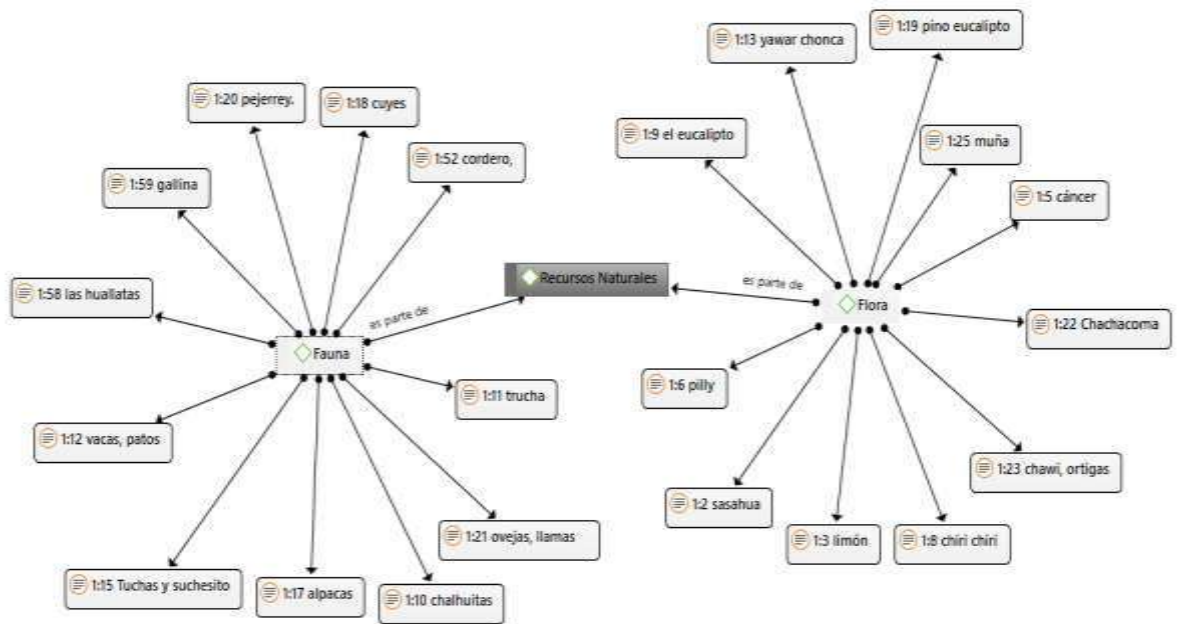 1:13 yawar chonca
1:19 pino eucalipto
1:20 pejerrey.
1:18 cuyes
1:9 el eucalipto
1:25 muña
1:52 cordero,
1:59 gallina
1:5 cáncer
Recursos Naturales
es parte de
es parte de
1:58 las huallatas
Flora
1:22 Chachacoma
Fauna
1:6 pilly
1:11 trucha
1:12 vacas, patos
1:23 chawi, ortigas
1:2 sasahua
1:21 ovejas, llamas
1:3 limón
1:8 chiri chiri
1:15 Tuchas y suchesito
1:17 alpacas
1:10 chalhuitas